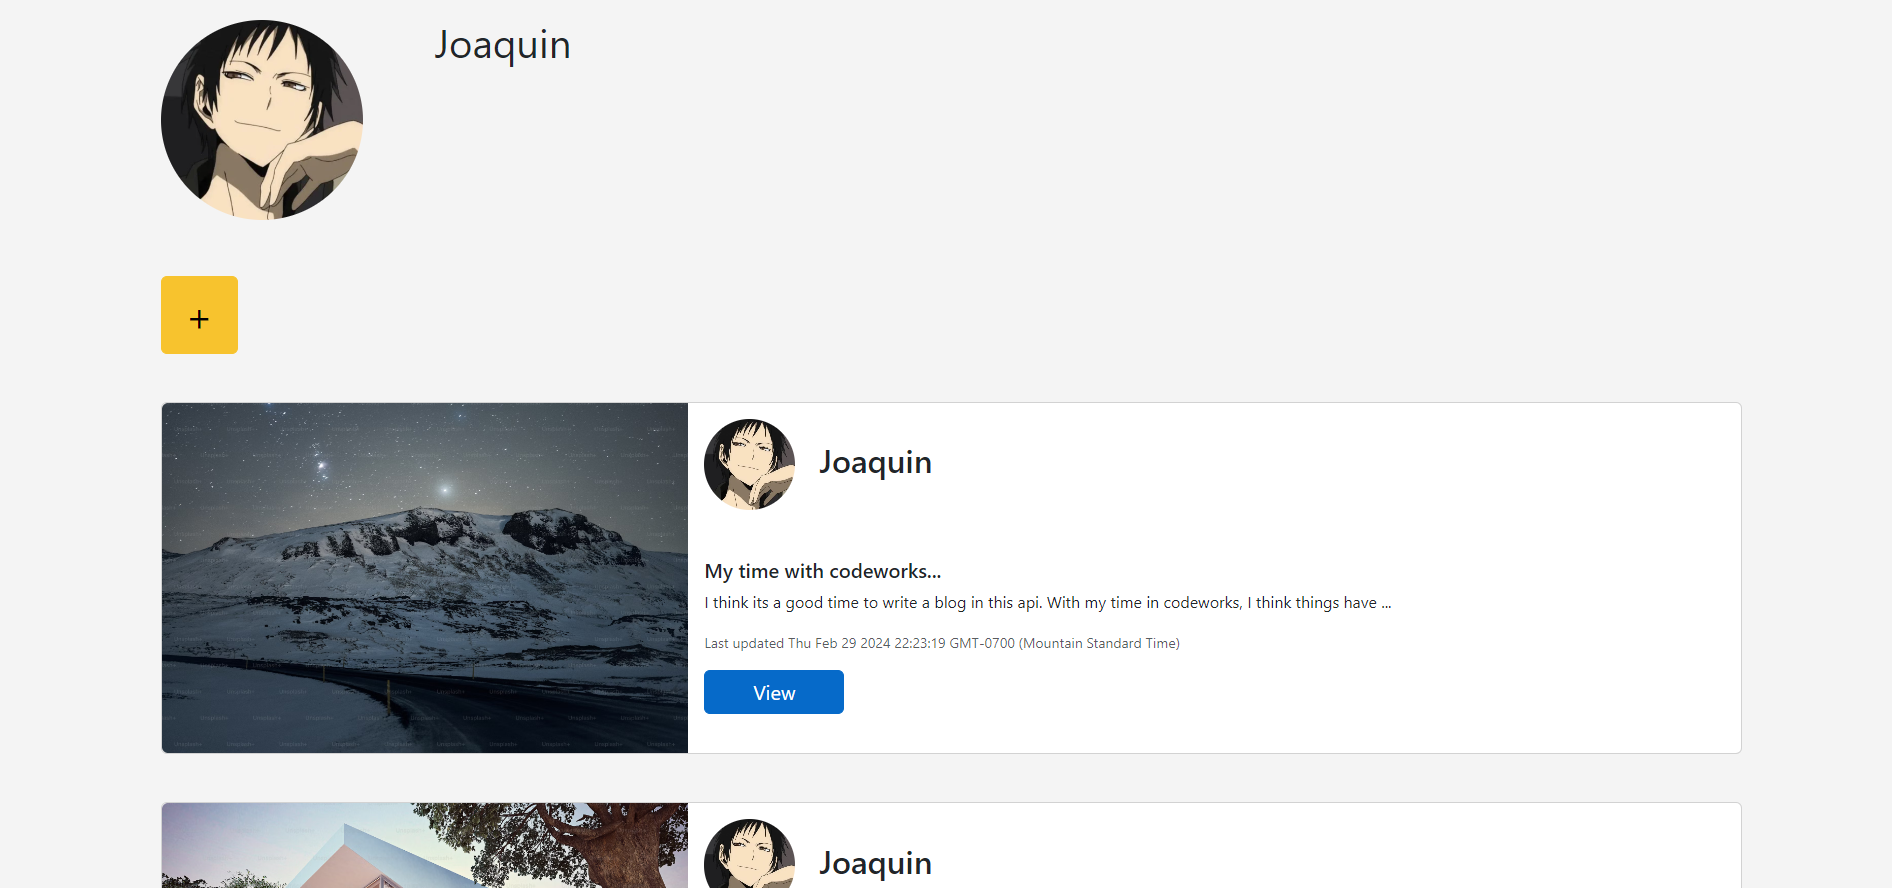 Joaquin
+
Joaquin
My time with codeworks...
I think its a good time to write a blog in this api. With my time in codeworks, I think things have ...
Last updated Thu Feb 29 2024 22:23:19 GMT-0700 (Mountain Standard Time)
View
Joaquin